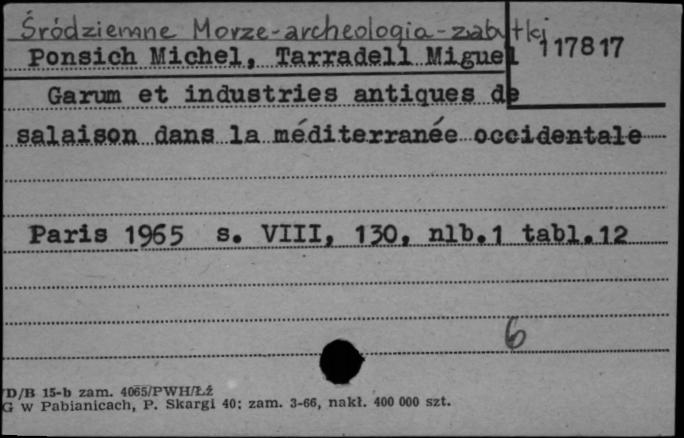 Śródziemne Morze-archeologia-zabytki
117817
Ponsich Michel, Tarradell Miguel
Garum et industries antiques de
salaison dans la méditerranée occidentale
Paris 1965 s. VIII, 130, nlb.1 tabl.12
6
D/B 15-b zam. 4065/PWH/Łź
G w Pabianicach, P. Skargi 40; zam. 3-66, nakł. 400 000 szt.